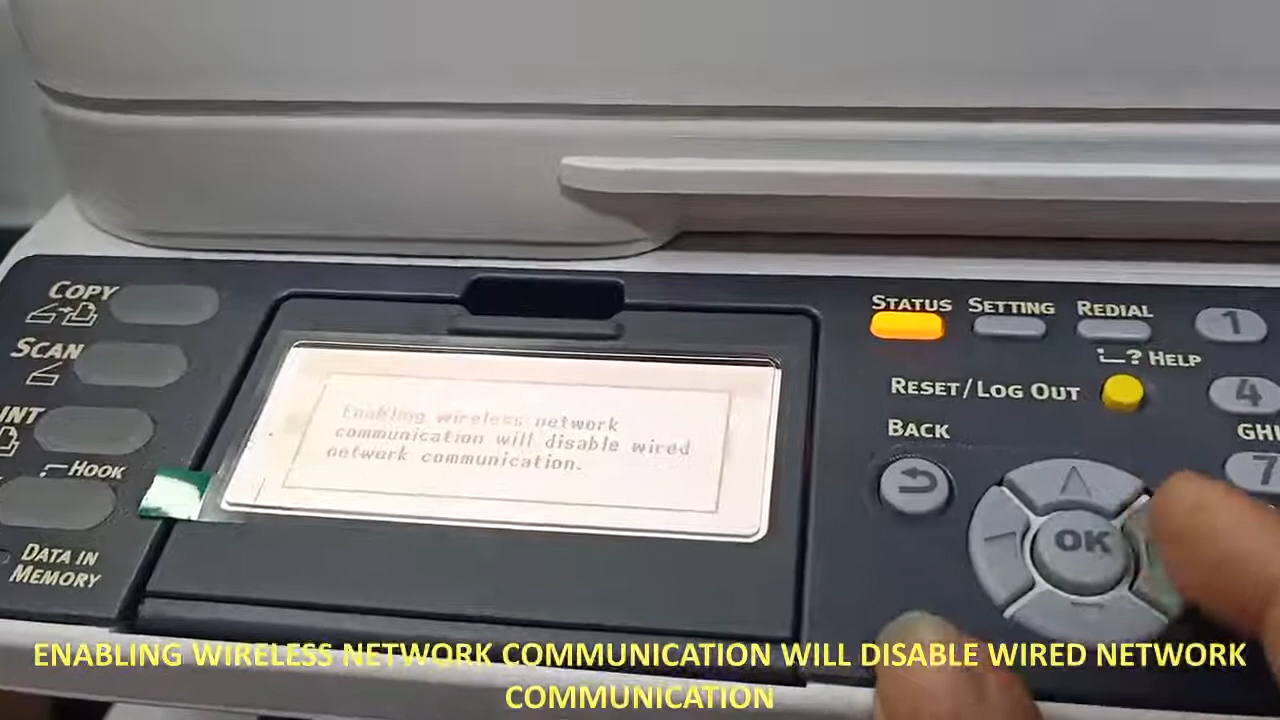 COPY
SCAN
INT
HOOK
DATA IN
MEMORY
Enabling wireless network
communication will disable wired
network communication.
STATUS SETTING REDIAL
? HELP
RESET/LOG OUT
BACK
OK
1
4
GHI
7
ENABLING WIRELESS NETWORK COMMUNICATION WILL DISABLE WIRED NETWORK
COMMUNICATION